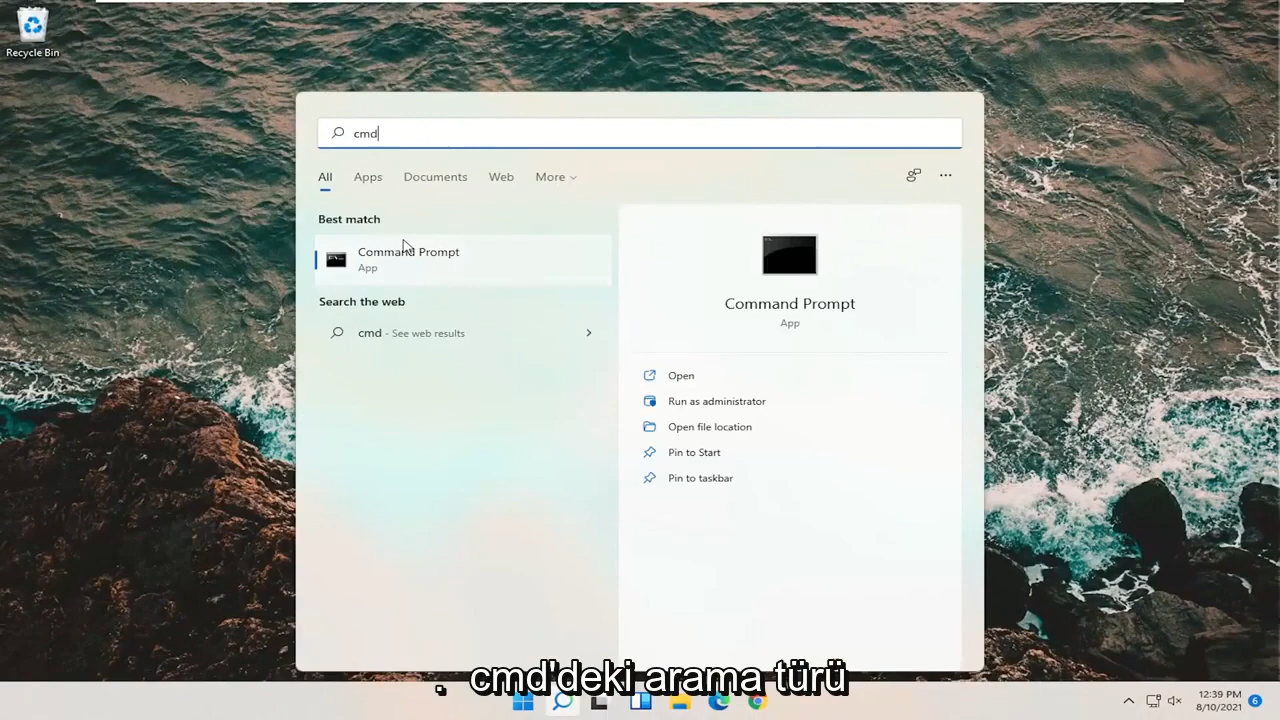 Recycle Bin
cmd
All Apps Documents Web More
Best match
Command Prompt
App
Search the web
cmd - See web results
Command Prompt
App
Open
Run as administrator
Open file location
Pin to Start
Pin to taskbar
. cmd'deki arama türü
12:39 PM
8/10/2021
6